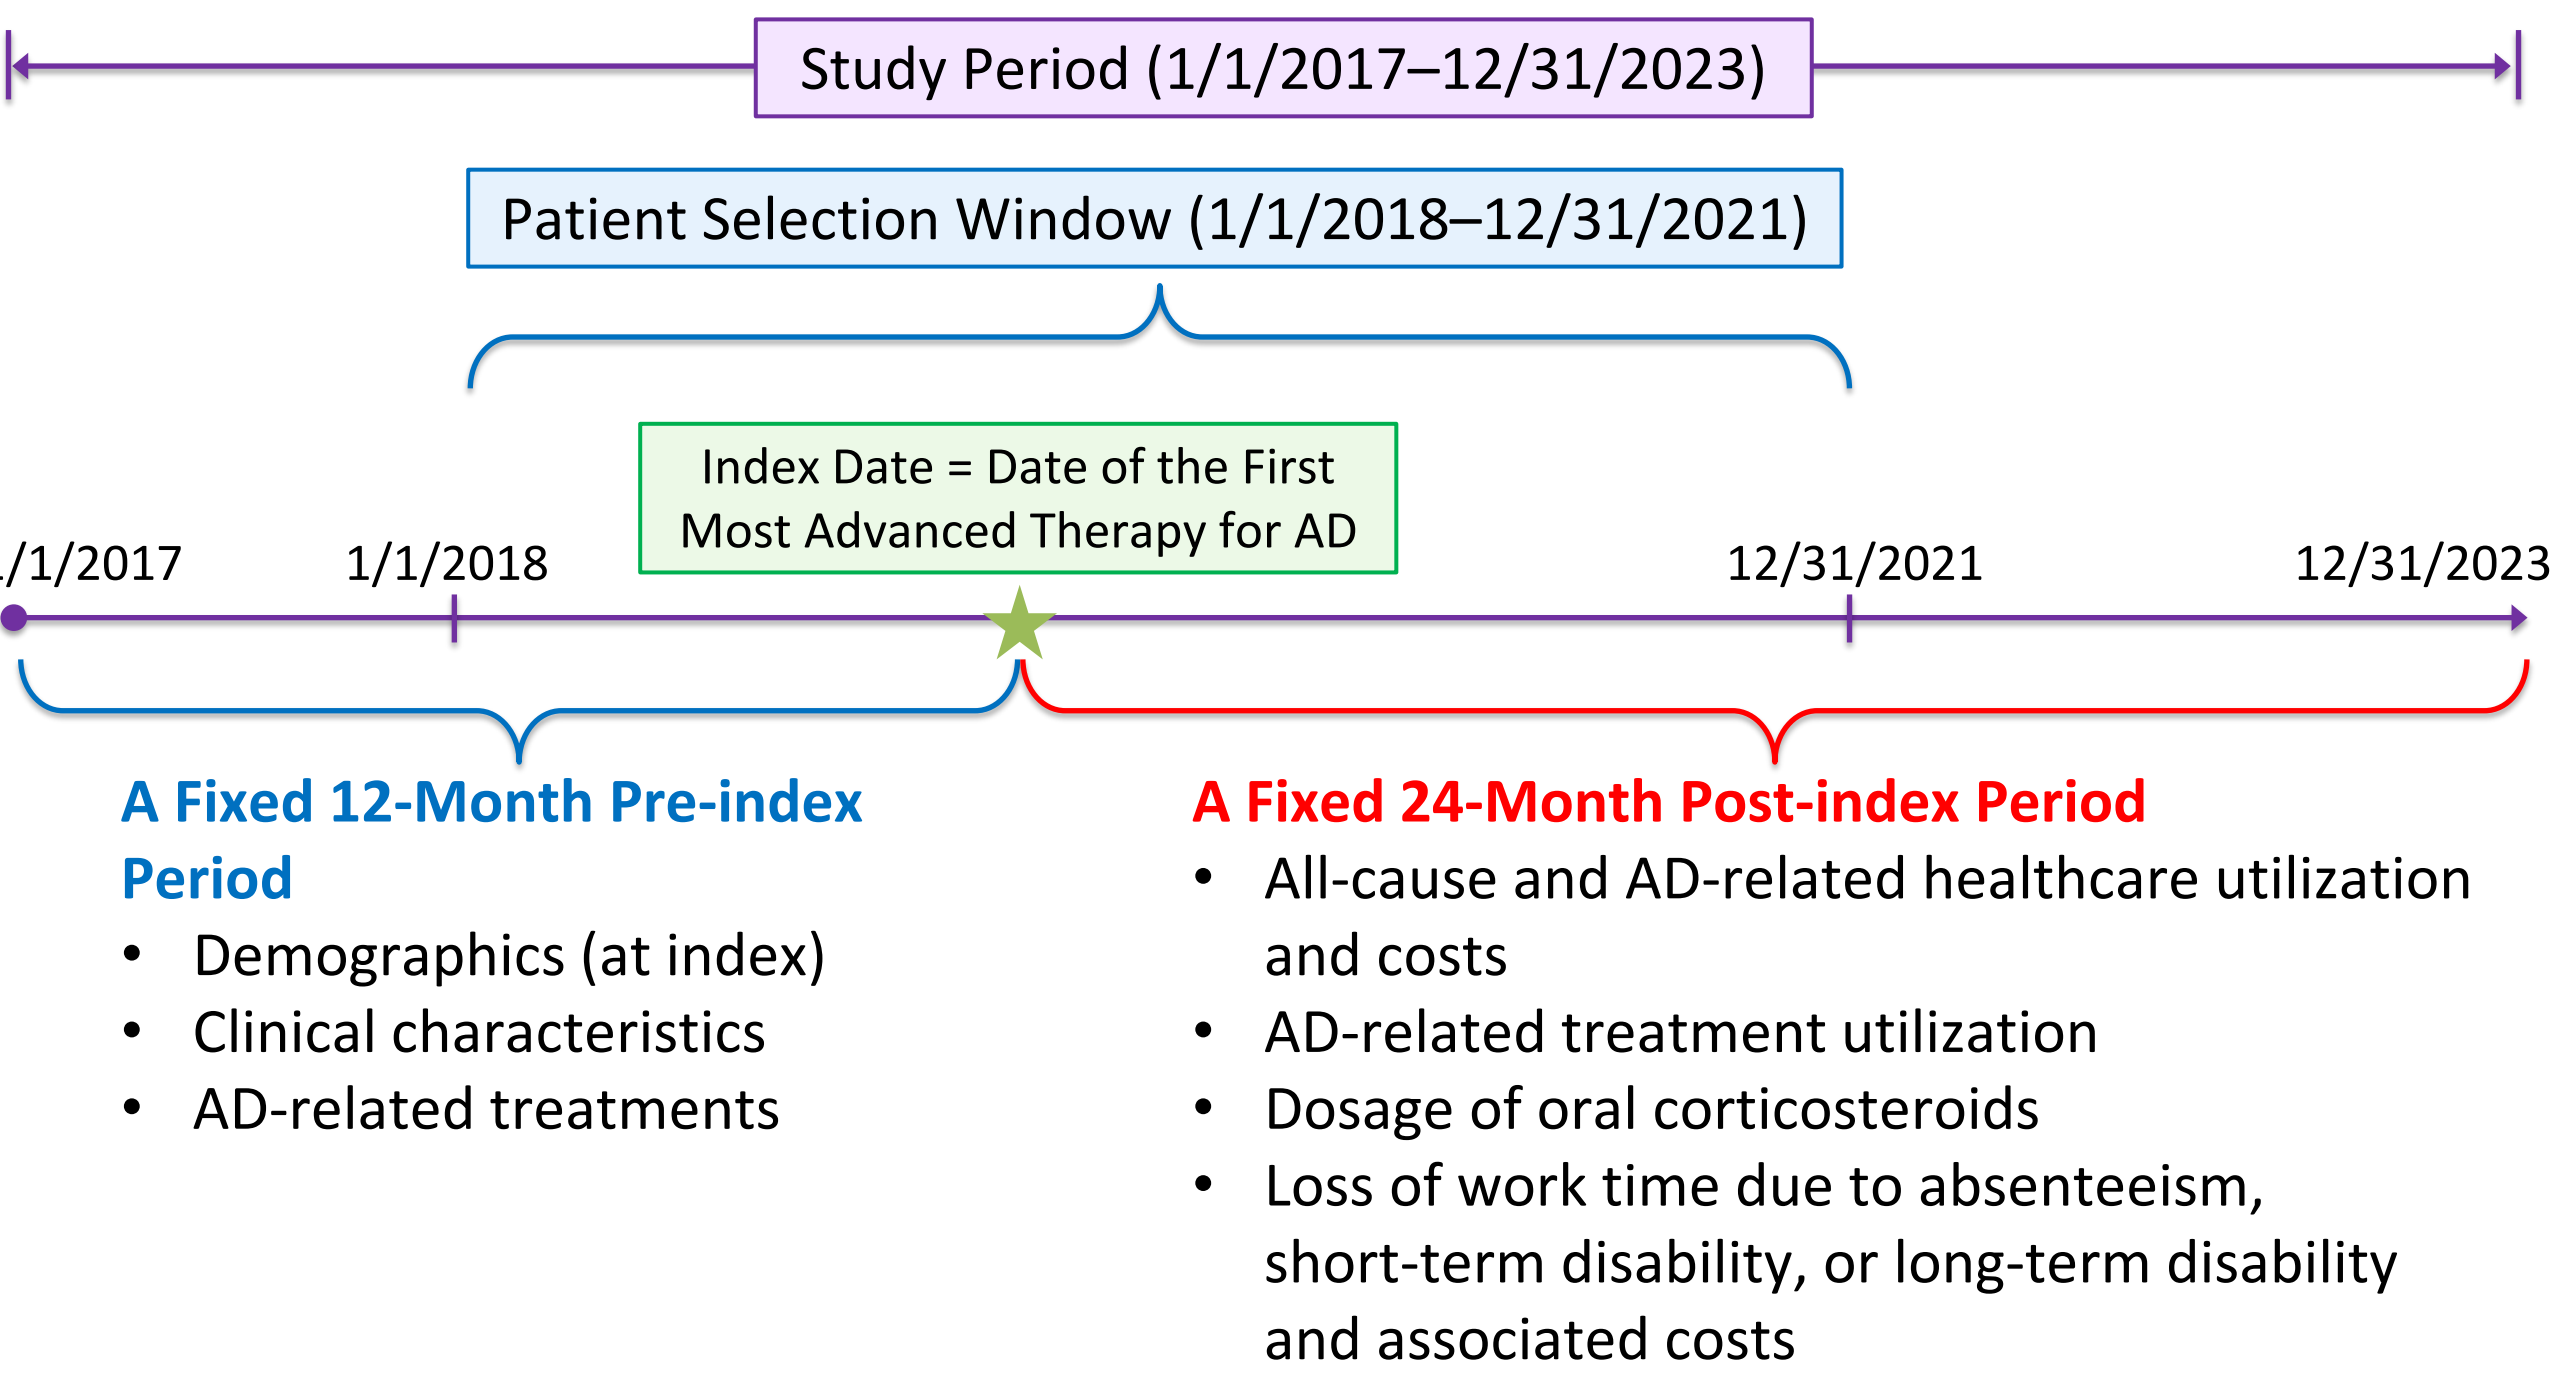 Study Period (1/1/2017–12/31/2023)
Patient Selection Window (1/1/2018–12/31/2021)
Index Date = Date of the First
Most Advanced Therapy for AD
1/1/2017
1/1/2018
12/31/2021
12/31/2023
A Fixed 12-Month Pre-index
Period
• Demographics (at index)
• Clinical characteristics
• AD-related treatments
A Fixed 24-Month Post-index Period
• All-cause and AD-related healthcare utilization
and costs
• AD-related treatment utilization
• Dosage of oral corticosteroids
• Loss of work time due to absenteeism,
short-term disability, or long-term disability
and associated costs